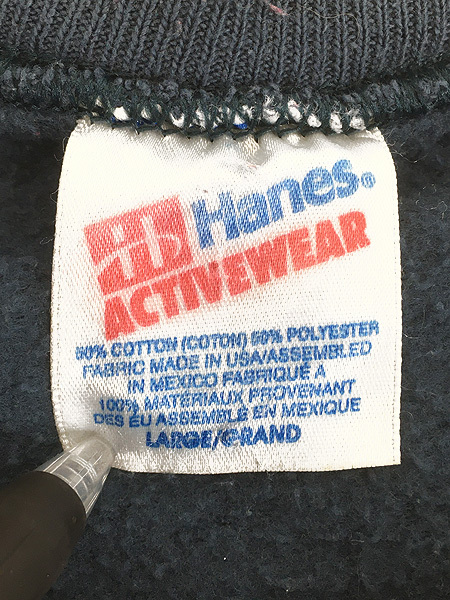 Hanes®
ACTIVEWEAR
50% COTTON (COTON) 50% POLYESTER
FABRIC MADE IN USA/ASSEMBLED
IN MEXICO FABRIQUÉ À
100% MATERIAUX PROVENANT
DES EU ASSEMBLE EN MEXIQUE
LARGE/GRAND